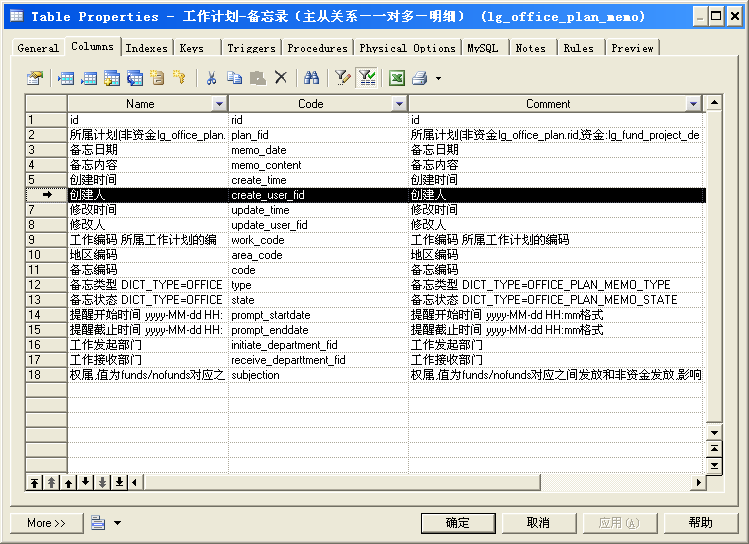 Table Properties - 工作计划-备忘录（主从关系－一对多－明细） (lg_office_plan_memo)
General Columns Indexes Keys Triggers Procedures Physical Options MySQL Notes Rules Preview
Name Code Comment
1 id rid id
2 所属计划(非资金lg_office_plan. plan_fid 所属计划(非资金lg_office_plan.rid,资金:lg_fund_project_de
3 备忘日期 memo_date 备忘日期
4 备忘内容 memo_content 备忘内容
5 创建时间 create_time 创建时间
创建人 create_user_fid 创建人
7 修改时间 update_time 修改时间
8 修改人 update_user_fid 修改人
9 工作编码 所属工作计划的编 work_code 工作编码 所属工作计划的编码
10 地区编码 area_code 地区编码
11 备忘编码 code 备忘编码
12 备忘类型 DICT_TYPE=OFFICE type 备忘类型 DICT_TYPE=OFFICE_PLAN_MEMO_TYPE
13 备忘状态 DICT_TYPE=OFFICE state 备忘状态 DICT_TYPE=OFFICE_PLAN_MEMO_STATE
14 提醒开始时间 yyyy-MM-dd HH: prompt_startdate 提醒开始时间 yyyy-MM-dd HH:mm格式
15 提醒截止时间 yyyy-MM-dd HH: prompt_enddate 提醒截止时间 yyyy-MM-dd HH:mm格式
16 工作发起部门 initiate_department_fid 工作发起部门
17 工作接收部门 receive_departtment_fid 工作接收部门
18 权属,值为funds/nofunds对应之 subjection 权属,值为funds/nofunds对应之间发放和非资金发放,影响
More >> 确定 取消 应用(A) 帮助